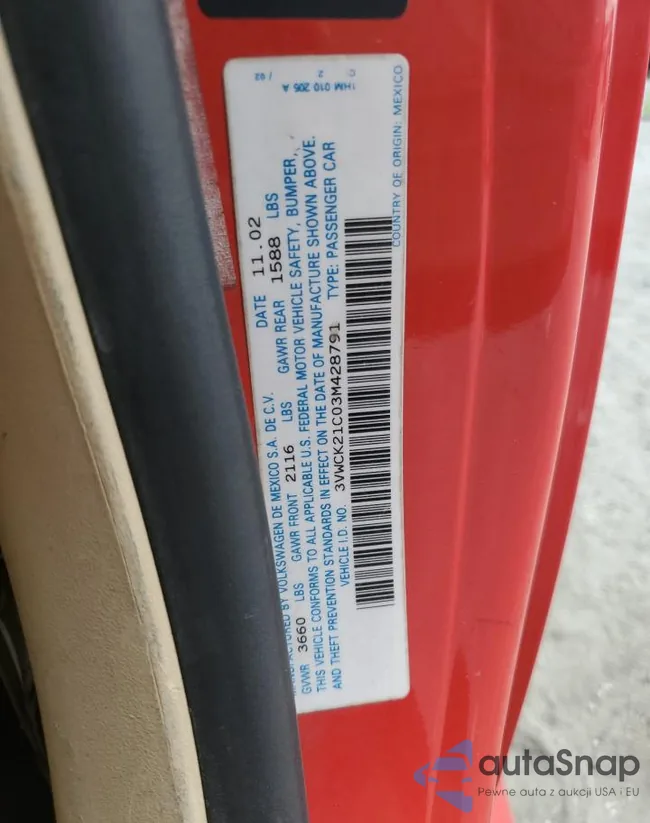 MANUFACTURED BY VOLKSWAGEN DE MEXICO S.A. DE C.V. DATE 11.02
GVWR 3660 LBS GAWR FRONT 2116 LBS GAWR REAR 1588 LBS
THIS VEHICLE CONFORMS TO ALL APPLICABLE U.S. FEDERAL MOTOR VEHICLE SAFETY, BUMPER,
AND THEFT PREVENTION STANDARDS IN EFFECT ON THE DATE OF MANUFACTURE SHOWN ABOVE.
VEHICLE I.D. NO. 3VWCK21C03M428791 TYPE: PASSENGER CAR
COUNTRY OF ORIGIN: MEXICO
1HM 010 205 A
/ 02
autaSnap
Pewne auta z aukcji USA i EU